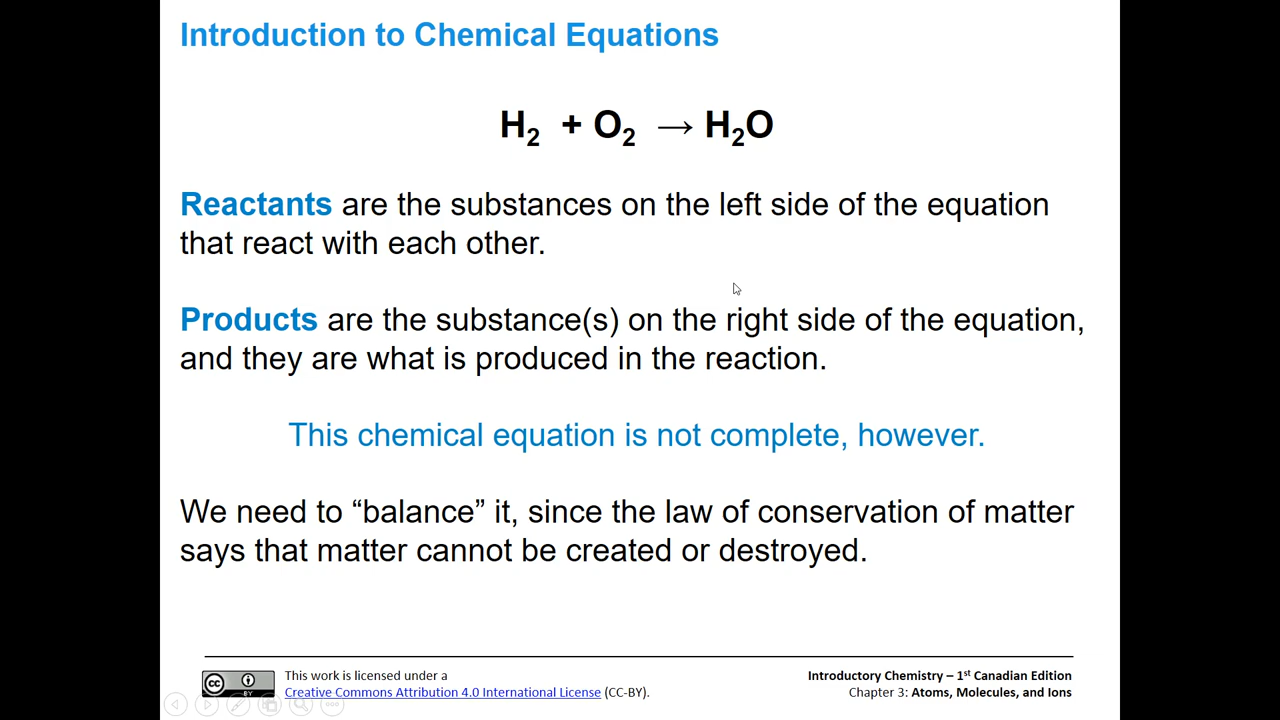 Introduction to Chemical Equations
H₂ + O₂ → H₂O
Reactants are the substances on the left side of the equation
that react with each other.
Products are the substance(s) on the right side of the equation,
and they are what is produced in the reaction.
This chemical equation is not complete, however.
We need to “balance” it, since the law of conservation of matter
says that matter cannot be created or destroyed.
cc BY
This work is licensed under a
Creative Commons Attribution 4.0 International License (CC-BY).
Introductory Chemistry – 1st Canadian Edition
Chapter 3: Atoms, Molecules, and Ions